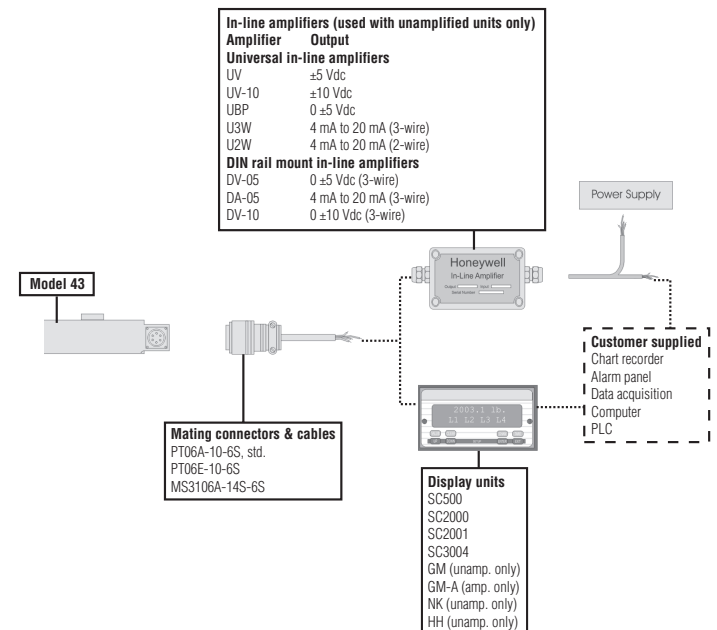 In-line amplifiers (used with unamplified units only)
Amplifier Output
Universal in-line amplifiers
UV ±5 Vdc
UV-10 ±10 Vdc
UBP 0 ±5 Vdc
U3W 4 mA to 20 mA (3-wire)
U2W 4 mA to 20 mA (2-wire)
DIN rail mount in-line amplifiers
DV-05 0 ±5 Vdc (3-wire)
DA-05 4 mA to 20 mA (3-wire)
DV-10 0 ±10 Vdc (3-wire)
Power Supply
Honeywell
In-Line Amplifier
Output Input
Serial Number
Model 43
Mating connectors & cables
PT06A-10-6S, std.
PT06E-10-6S
MS3106A-14S-6S
2003.1 lb.
L1 L2 L3 L4
Customer supplied
Chart recorder
Alarm panel
Data acquisition
Computer
PLC
Display units
SC500
SC2000
SC2001
SC3004
GM (unamp. only)
GM-A (amp. only)
NK (unamp. only)
HH (unamp. only)